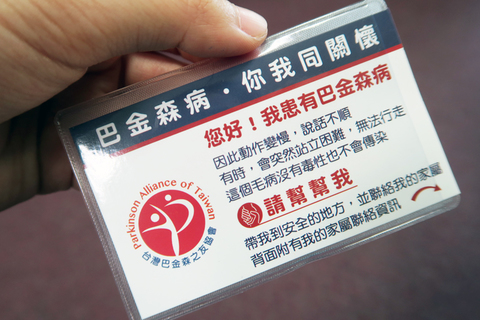 巴金森病·你我同關懷
您好！我患有巴金森病
因此動作變慢，說話不順
有時，會突然站立困難，無法行走
這個毛病沒有毒性也不會傳染
請幫幫我
帶我到安全的地方，並聯絡我的家屬
背面附有我的家屬聯絡資訊
Parkinson Alliance of Taiwan
台灣巴金森之友協會